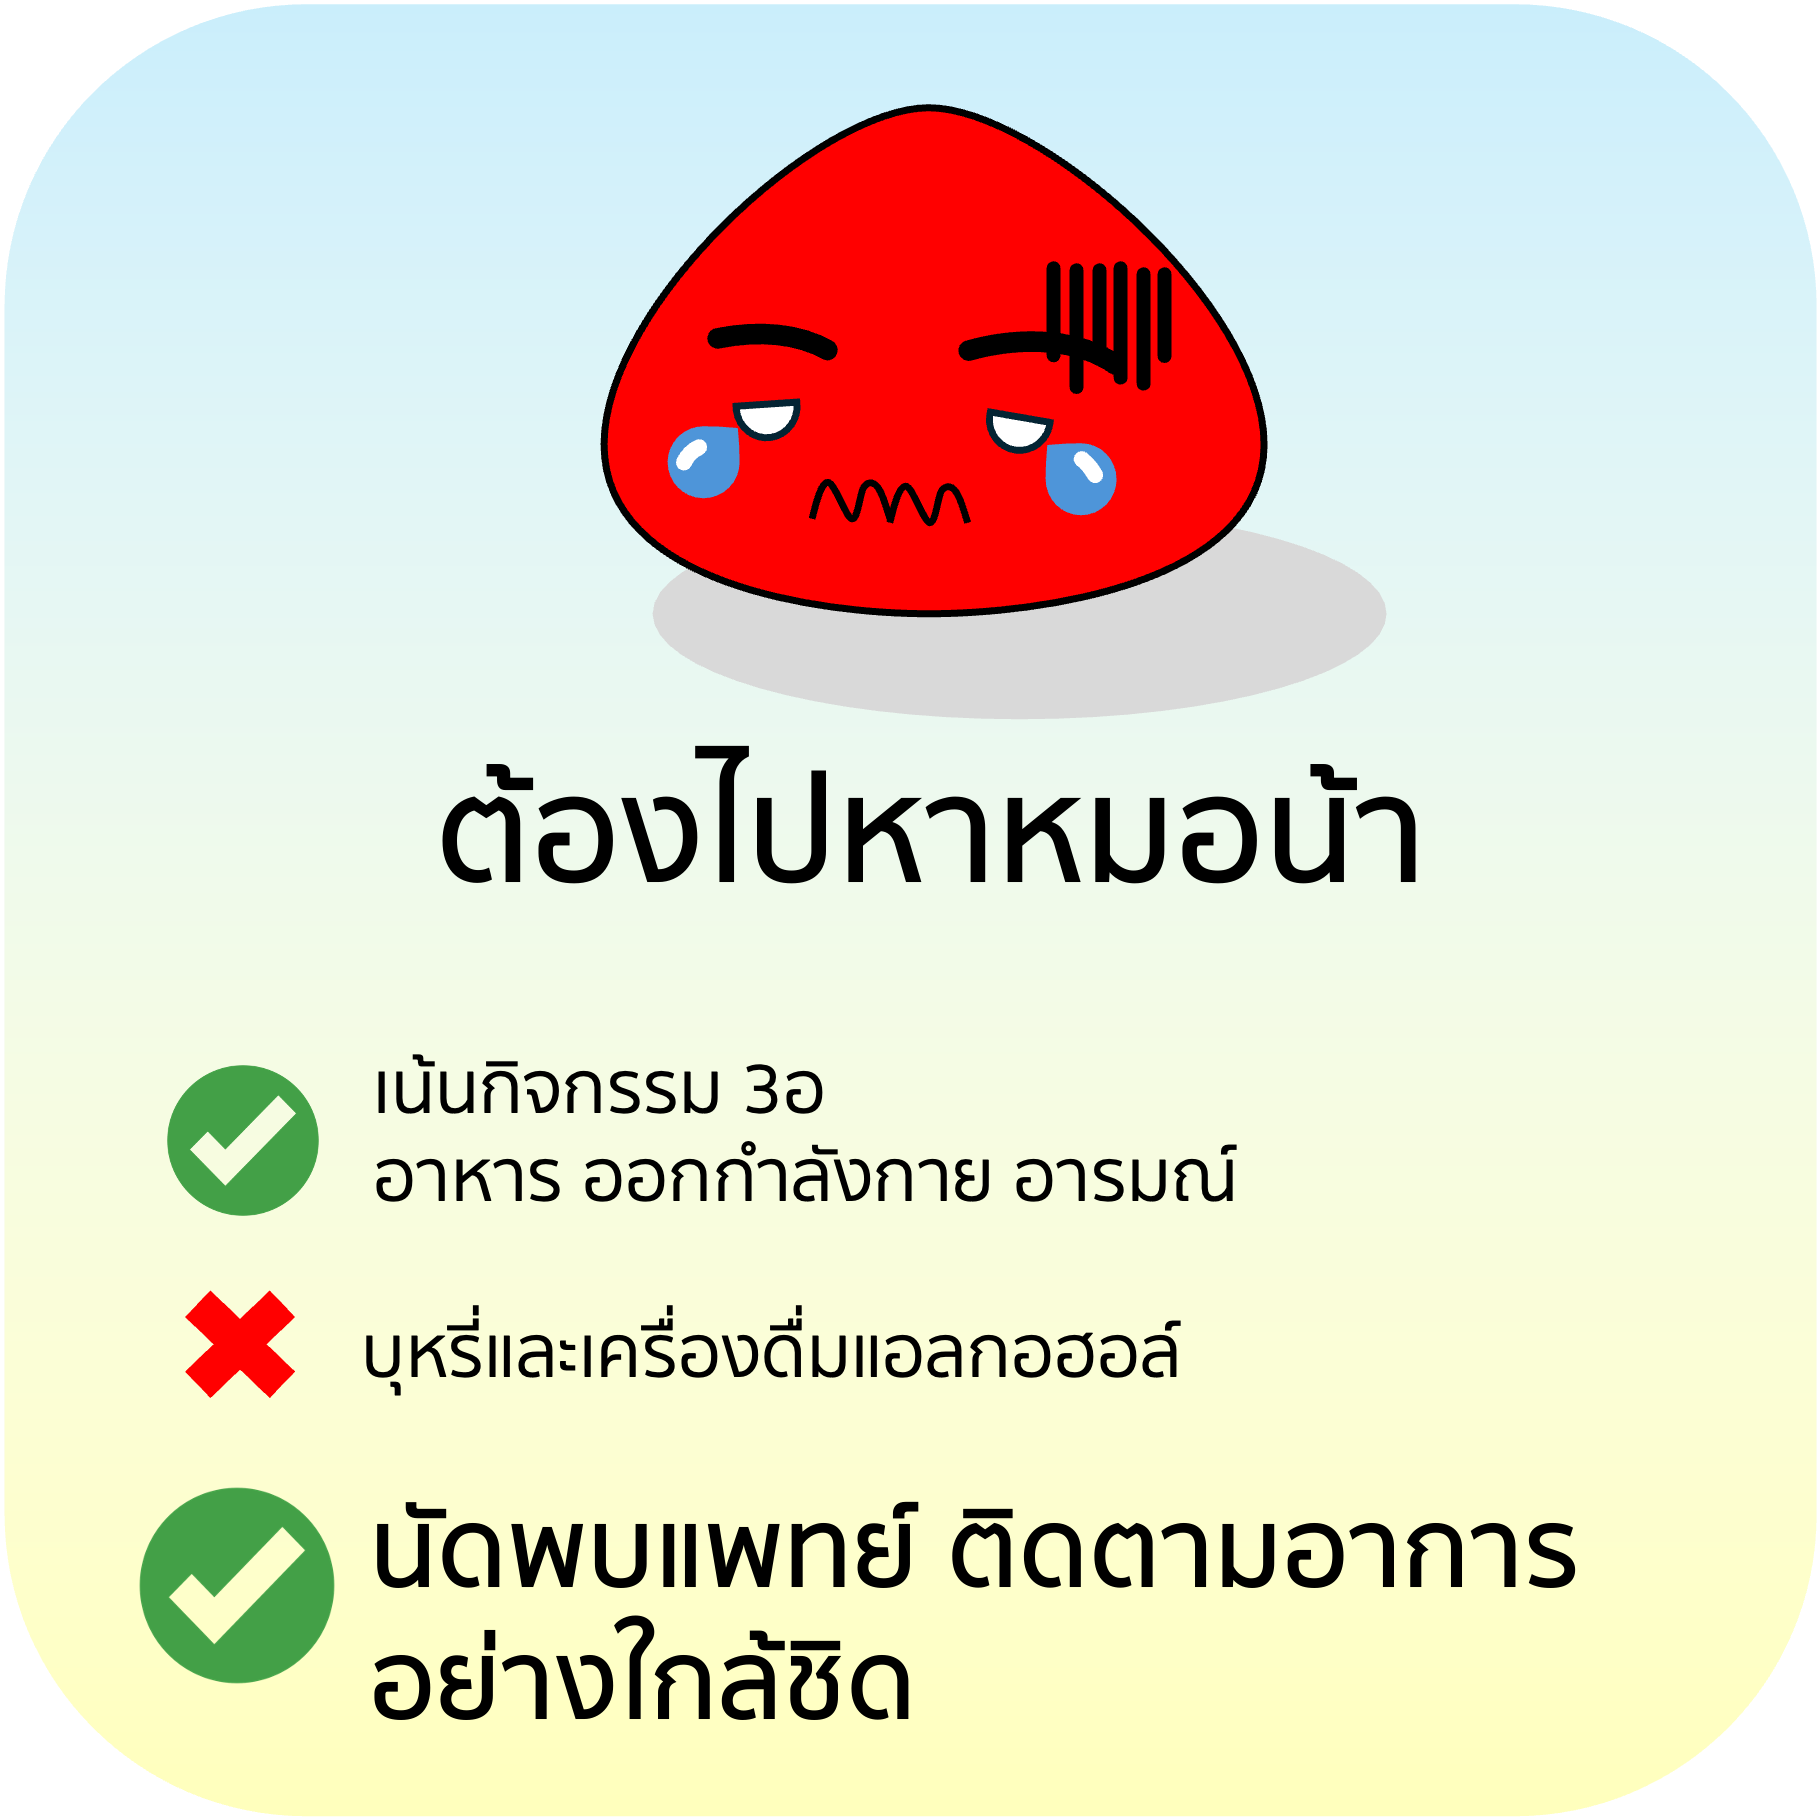 ต้องไปหาหมอน้า
เน้นกิจกรรม 3อ
อาหาร ออกกำลังกาย อารมณ์
บุหรี่และเครื่องดื่มแอลกอฮอล์
นัดพบแพทย์ ติดตามอาการ
อย่างใกล้ชิด